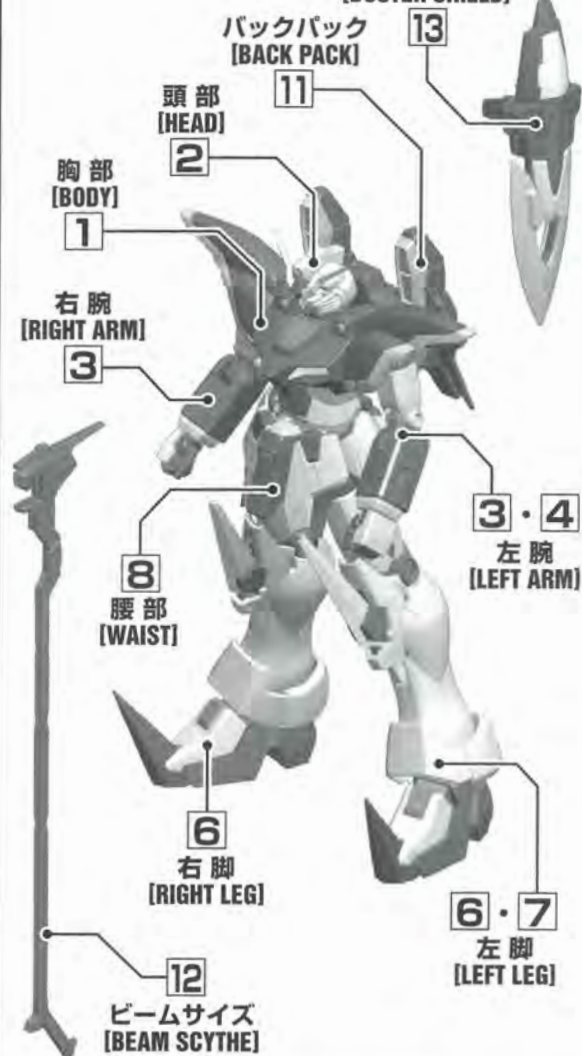 [BUSTER SHIELD]
13
バックパック
[BACK PACK]
11
頭部
[HEAD]
2
胸部
[BODY]
1
右腕
[RIGHT ARM]
3
3・4
左腕
[LEFT ARM]
8
腰部
[WAIST]
6
右脚
[RIGHT LEG]
6・7
左脚
[LEFT LEG]
12
ビームサイズ
[BEAM SCYTHE]